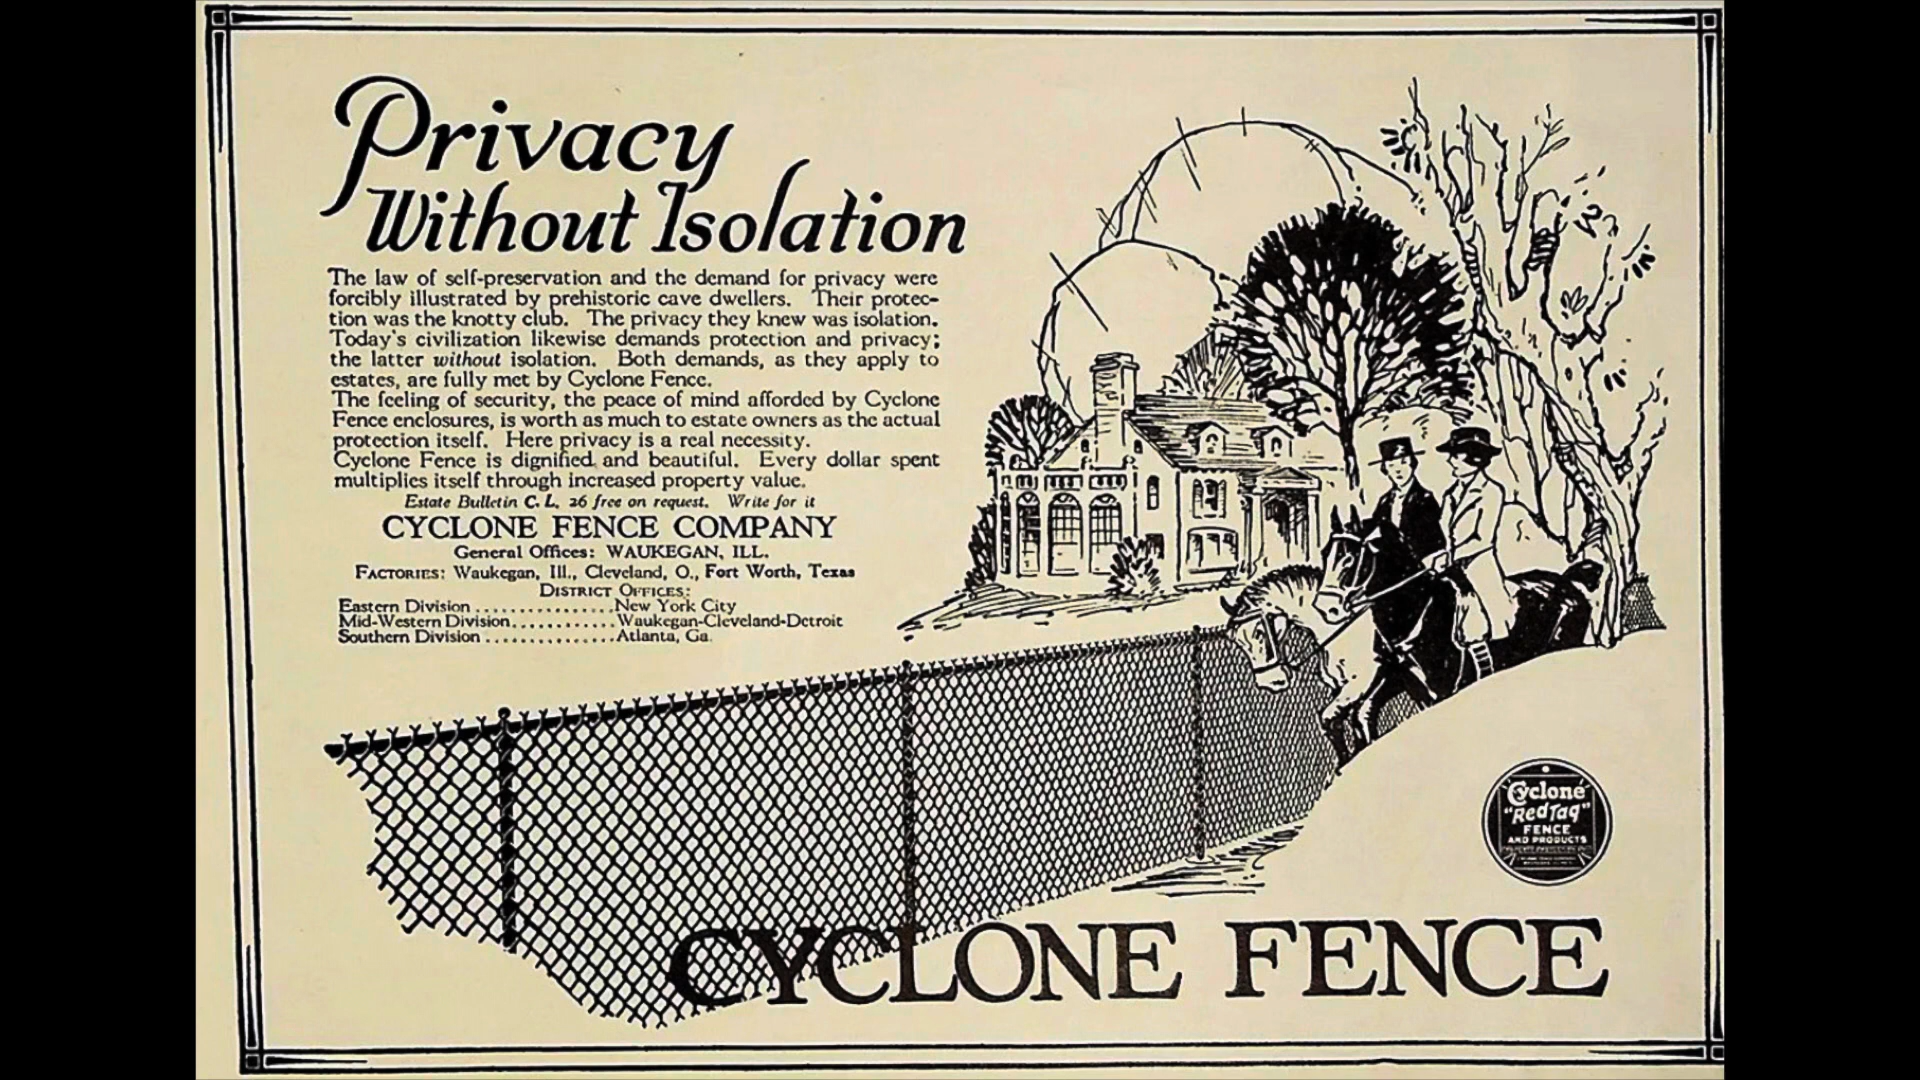 Privacy
Without Isolation
The law of self-preservation and the demand for privacy were
forcibly illustrated by prehistoric cave dwellers. Their protec-
tion was the knotty club. The privacy they knew was isolation.
Today's civilization likewise demands protection and privacy;
the latter without isolation. Both demands, as they apply to
estates, are fully met by Cyclone Fence.
The feeling of security, the peace of mind afforded by Cyclone
Fence enclosures, is worth as much to estate owners as the actual
protection itself. Here privacy is a real necessity.
Cyclone Fence is dignified and beautiful. Every dollar spent
multiplies itself through increased property value.
Estate Bulletin C. L. 26 free on request. Write for it
CYCLONE FENCE COMPANY
General Offices: WAUKEGAN, ILL.
FACTORIES: Waukegan, Ill., Cleveland, O., Fort Worth, Texas
DISTRICT OFFICES:
Eastern Division ............... New York City
Mid-Western Division ............ Waukegan-Cleveland-Detroit
Southern Division ............... Atlanta, Ga.
Cyclone
"Red Tag"
FENCE
AND PRODUCTS
CYCLONE FENCE